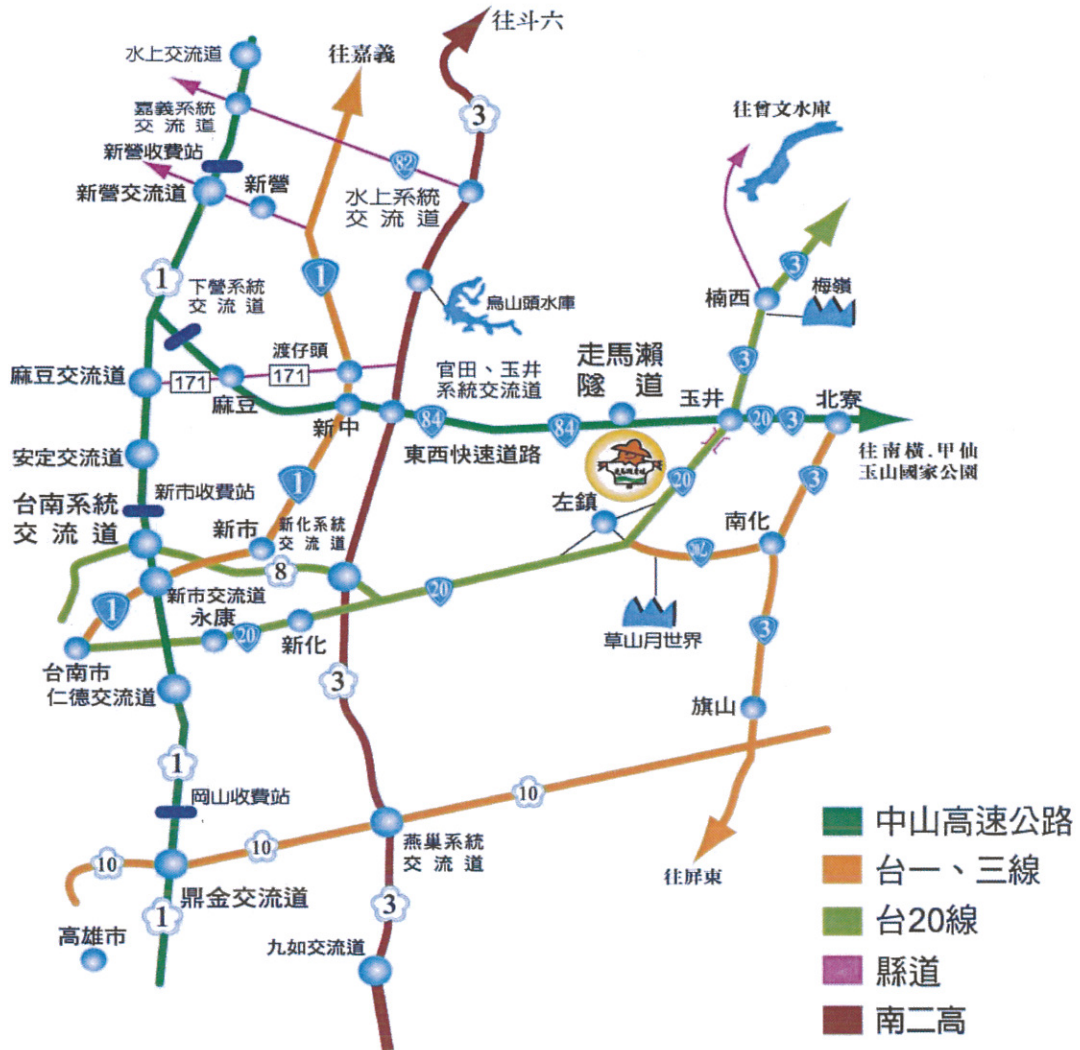 往斗六
水上交流道
往嘉義
嘉義系統
交流道
3
往曾文水庫
新營收費站
82
新營交流道
新營
水上系統
交流道
1
1
3
下營系統
交流道
烏山頭水庫
楠西
梅嶺
渡仔頭
走馬瀨
隧道
3
麻豆交流道
171
171
麻豆
官田、玉井
系統交流道
玉井
北寮
新中
84
84
20
3
東西快速道路
往南橫.甲仙
玉山國家公園
安定交流道
新市收費站
1
20
3
台南系統
交流道
新市
新化系統
交流道
左鎮
南化
8
新市交流道
1
永康
20
新化
20
草山月世界
3
台南市
仁德交流道
3
旗山
1
岡山收費站
10
燕巢系統
交流道
10
10
鼎金交流道
往屏東
1
3
高雄市
九如交流道
中山高速公路
台一、三線
台20線
縣道
南二高